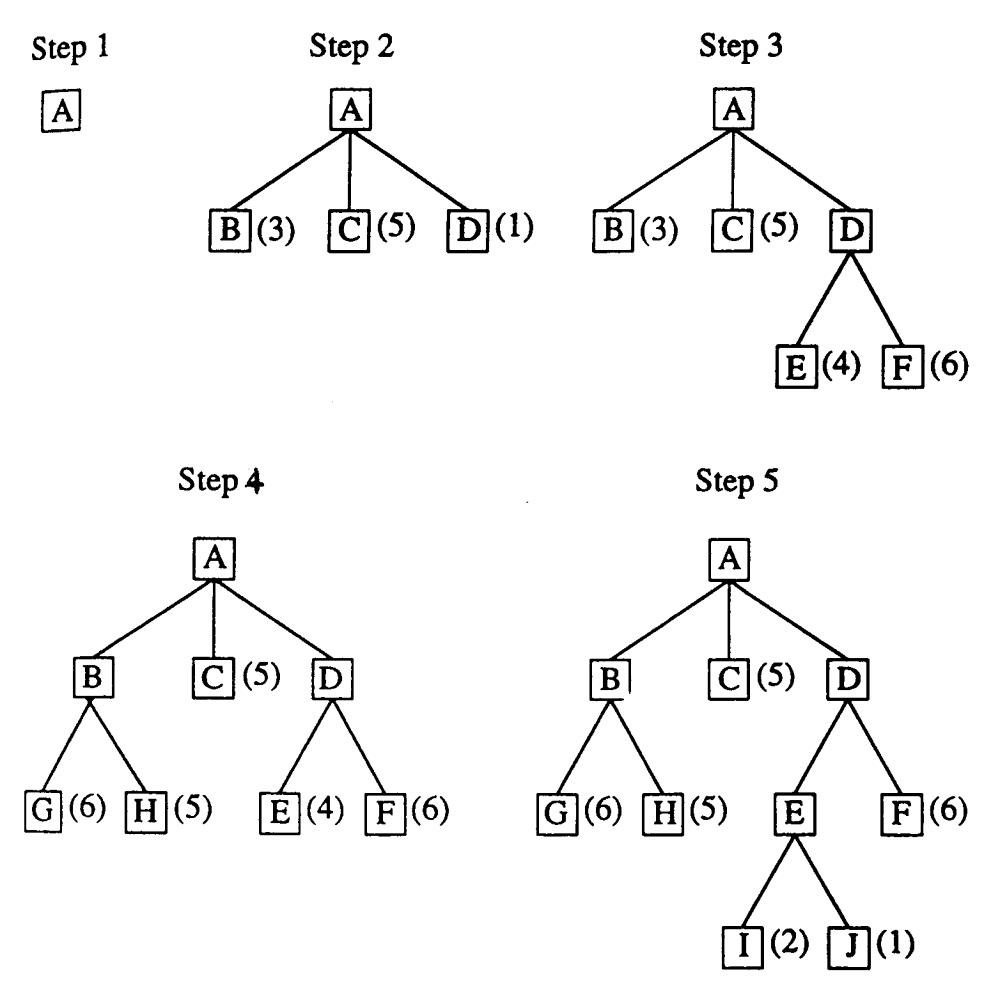 Step 1
Step 2
Step 3
A
A
A
B (3) C (5) D (1)
B (3) C (5) D
E (4) F (6)
Step 4
Step 5
A
A
B C (5) D
B C (5) D
G (6) H (5) E (4) F (6)
G (6) H (5) E F (6)
I (2) J (1)